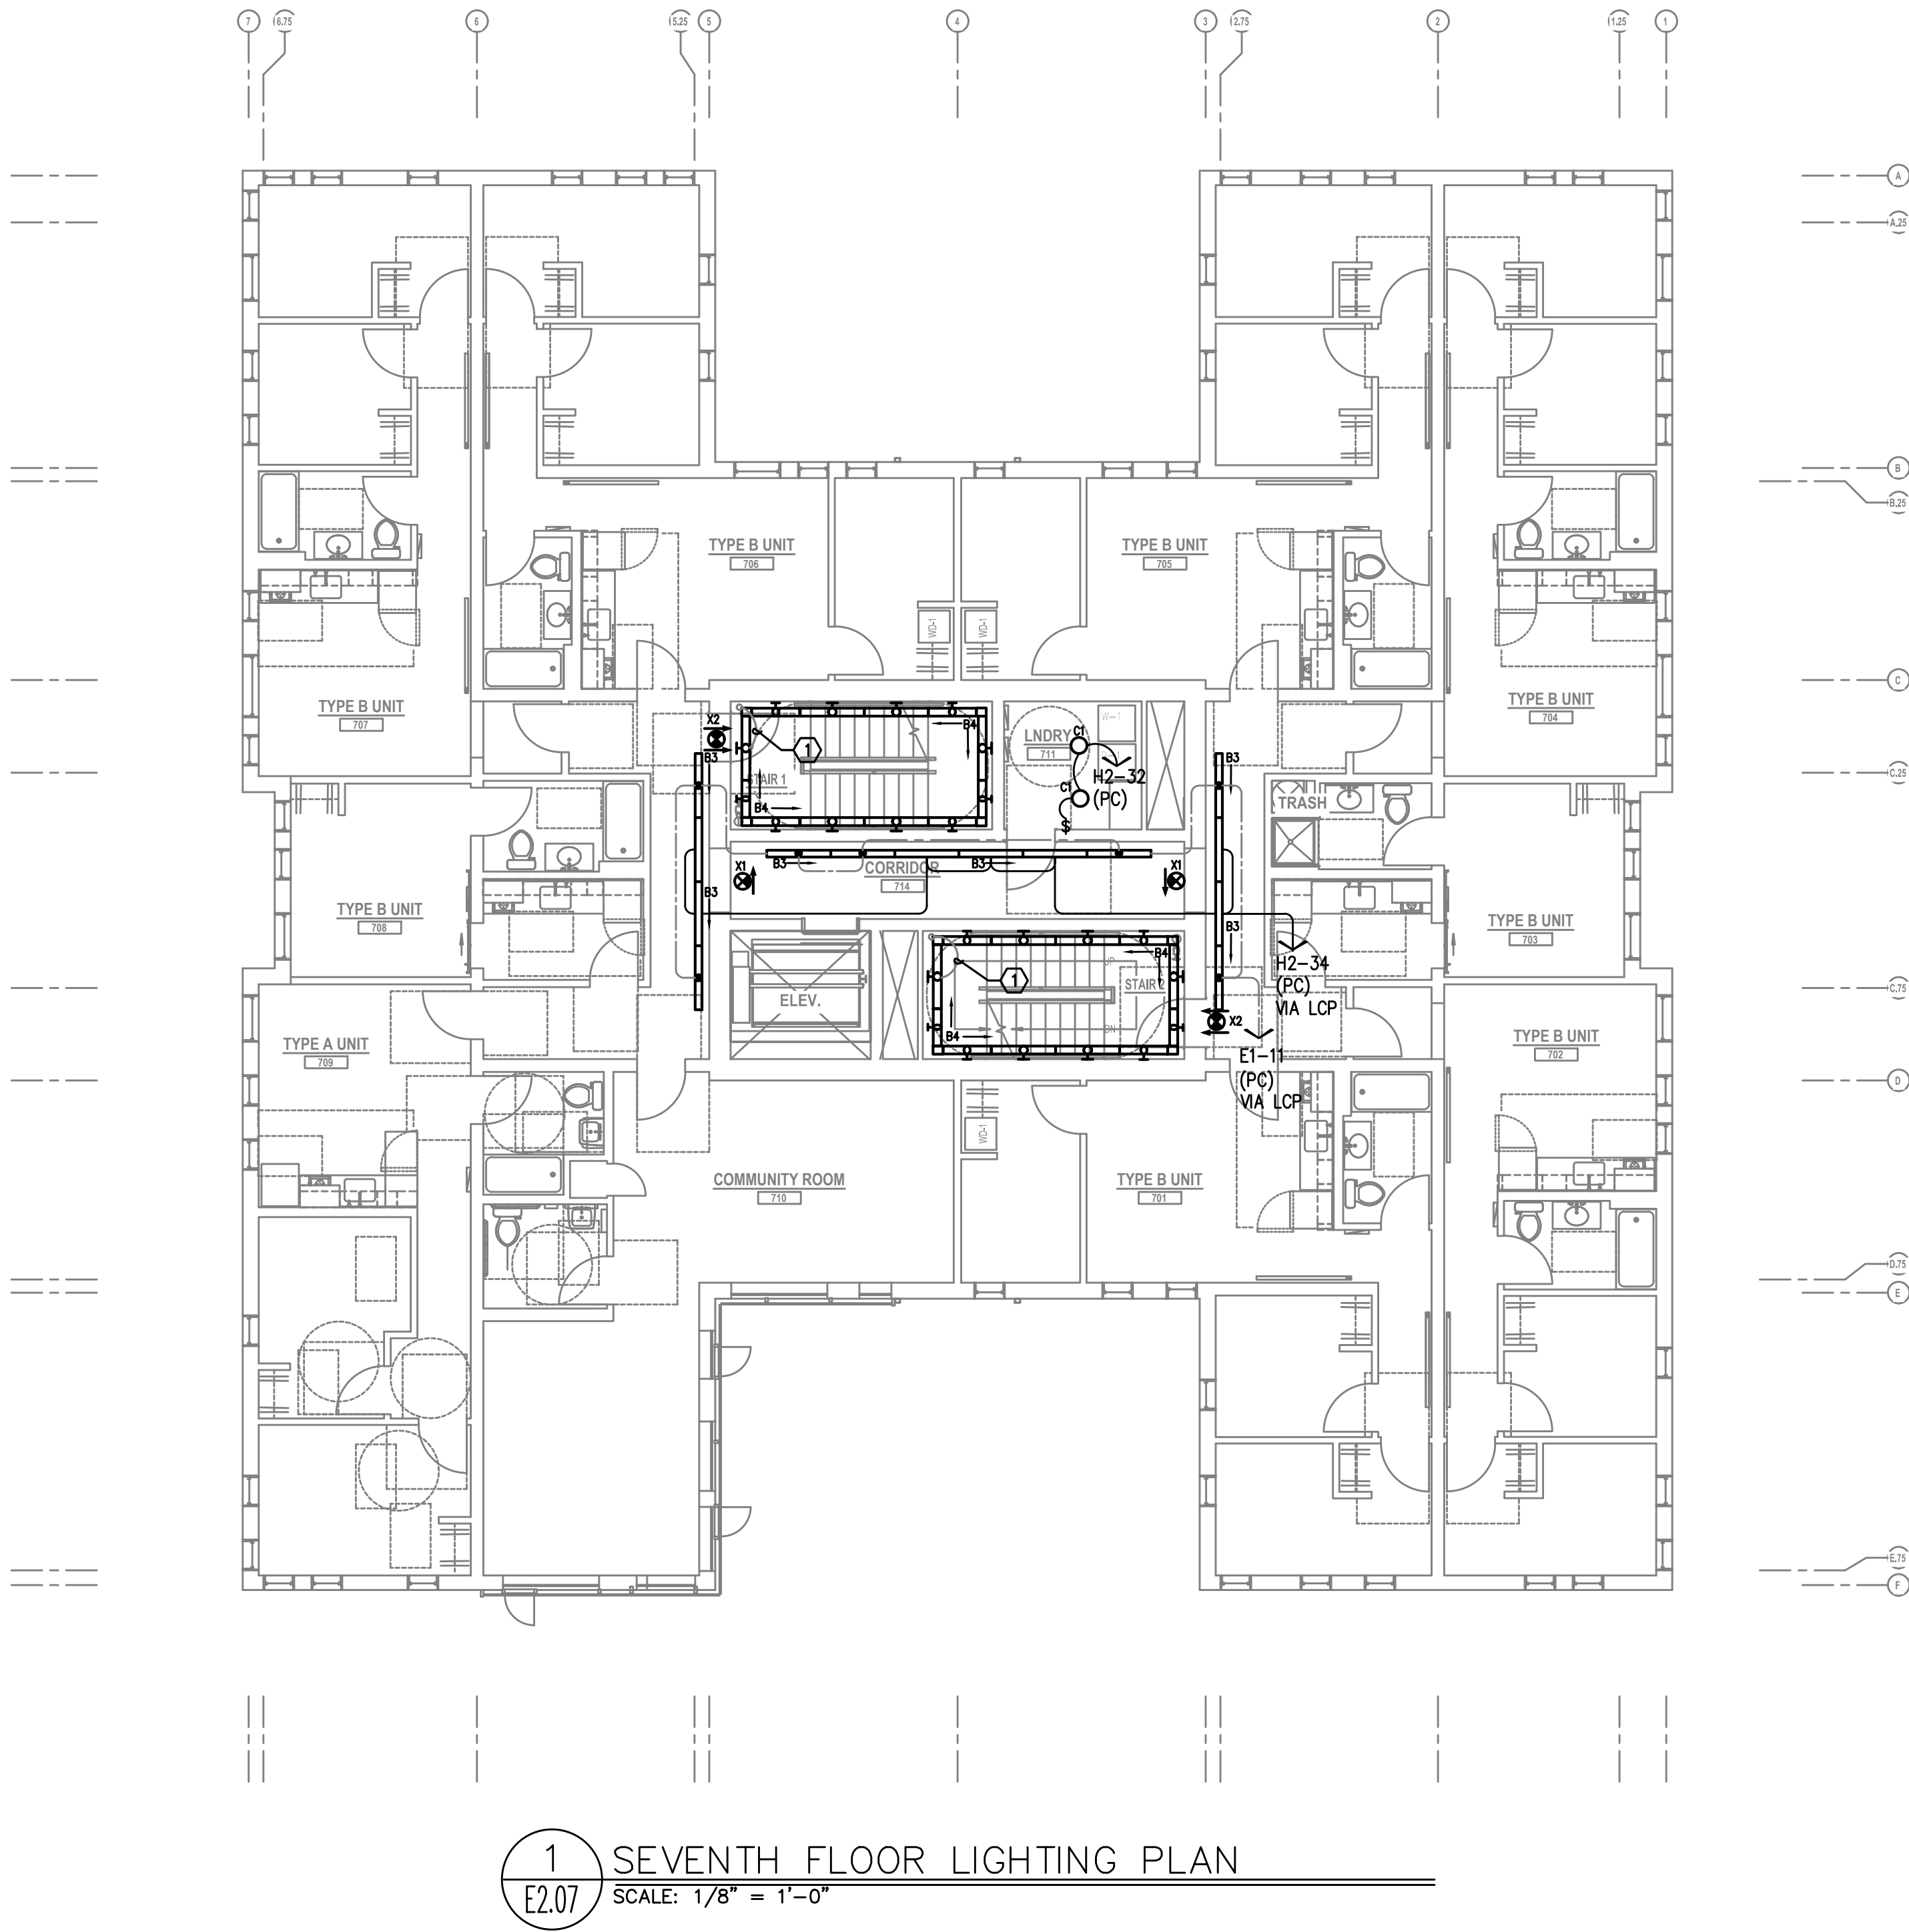 7
6.75
6
5.25
5
4
3
2.75
2
1.25
1
A
A.25
B
B.25
TYPE B UNIT
706
TYPE B UNIT
705
WD-1
WD-1
C
TYPE B UNIT
707
TYPE B UNIT
704
X2
B3
1
STAIR 1
B4
B4
LNDRY
711
W-1
C1
C1
H2-32
(PC)
$
B3
C.25
TRASH
X1
B3
B3
CORRIDOR
714
X1
B3
B3
TYPE B UNIT
708
TYPE B UNIT
703
ELEV.
1
UP
STAIR 2
DN
B4
B4
H2-34
(PC)
VIA LCP
C.75
X2
TYPE A UNIT
709
TYPE B UNIT
702
E1-11
(PC)
VIA LCP
D
WD-1
COMMUNITY ROOM
710
TYPE B UNIT
701
D.75
E
E.75
F
1
E2.07
SEVENTH FLOOR LIGHTING PLAN
SCALE: 1/8" = 1'-0"